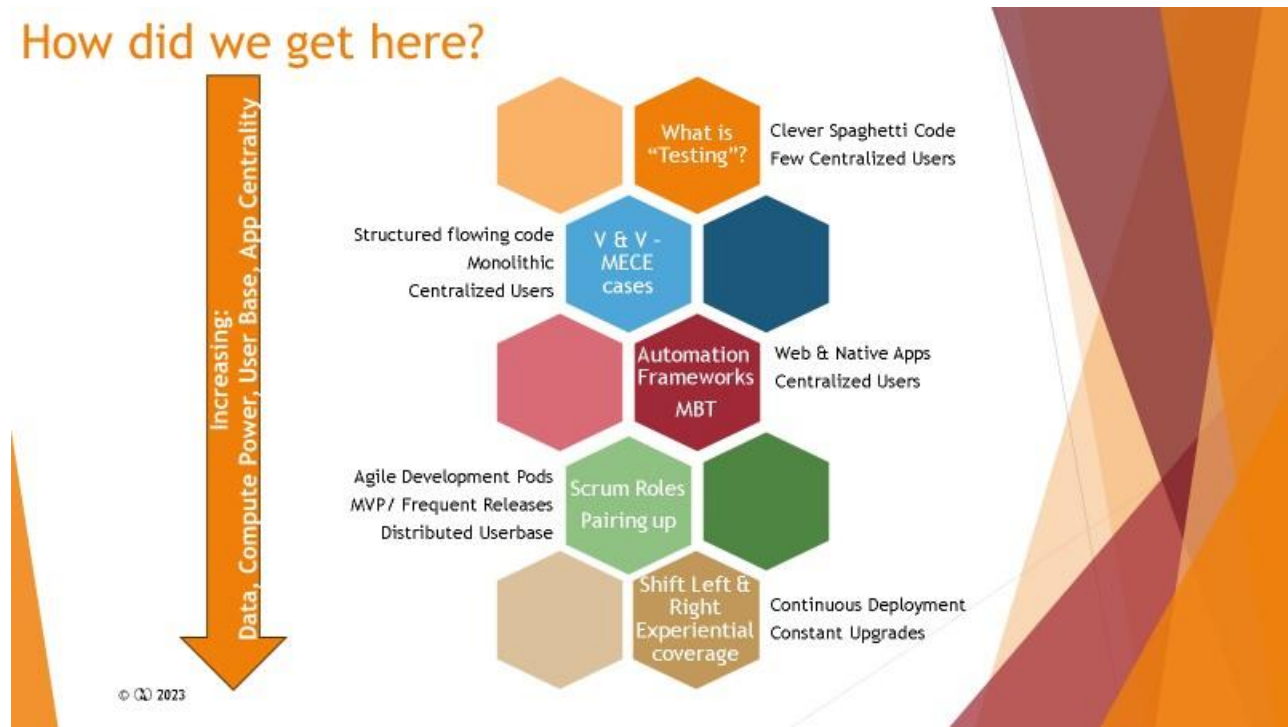 How did we get here?
Increasing:
Data, Compute Power, User Base, App Centrality
What is
“Testing”?
Clever Spaghetti Code
Few Centralized Users
Structured flowing code
Monolithic
Centralized Users
V & V -
MECE
cases
Automation
Frameworks
MBT
Web & Native Apps
Centralized Users
Agile Development Pods
MVP/ Frequent Releases
Distributed Userbase
Scrum Roles
Pairing up
Shift Left &
Right
Experiential
coverage
Continuous Deployment
Constant Upgrades
© 2023